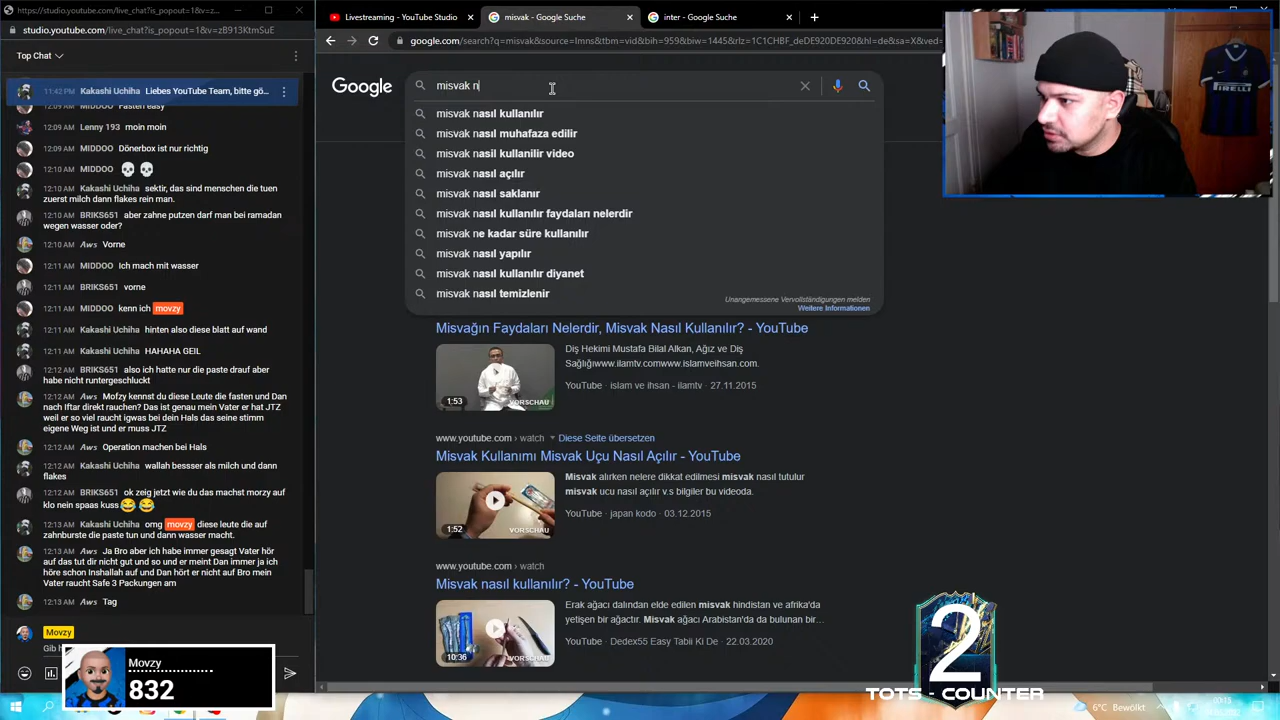 https://studio.youtube.com/live_chat?is_popout=1&v=z...
studio.youtube.com/live_chat?is_popout=1&v=zB913KtmSuE
Top Chat
11:42 PM Kakashi Uchiha Liebes YouTube Team, bitte gö...
12:09 AM MIDDOO Fasten easy
12:09 AM Lenny 193 moin moin
12:09 AM MIDDOO Dönerbox ist nur richtig
12:10 AM MIDDOO 💀 💀
12:10 AM Kakashi Uchiha sektir, das sind menschen die tuen
zuerst milch dann flakes rein man.
12:10 AM BRIKS651 aber zahne putzen darf man bei ramadan
wegen wasser oder?
12:10 AM Aws Vorne
12:10 AM MIDDOO Ich mach mit wasser
12:11 AM BRIKS651 vorne
12:11 AM MIDDOO kenn ich movzy
12:11 AM Kakashi Uchiha hinten also diese blatt auf wand
12:11 AM Kakashi Uchiha HAHAHA GEIL
12:11 AM BRIKS651 also ich hatte nur die paste drauf aber
habe nicht runtergeschluckt
12:12 AM Aws Mofzy kennst du diese Leute die fasten und Dan
nach Iftar direkt rauchen? Das ist genau mein Vater er hat JTZ
weil er so viel raucht igwas bei dein Hals das seine stimm
eigene Weg ist und er muss JTZ
12:12 AM Aws Operation machen bei Hals
12:12 AM Kakashi Uchiha wallah bessser als milch und dann
flakes
12:12 AM BRIKS651 ok zeig jetzt wie du das machst morzy auf
klo nein spaas kuss 😂 😂
12:13 AM Kakashi Uchiha omg movzy diese leute die auf
zahnburste die paste tun und dann wasser macht.
12:13 AM Aws Ja Bro aber ich habe immer gesagt Vater hör
auf das tut dir nicht gut und so und er meint Dan immer ja ich
höre schon Inshallah auf und Dan hört er nicht auf Bro mein
Vater raucht Safe 3 Packungen am
12:13 AM Aws Tag
Movzy
Gib h
Movzy
832
Livestreaming - YouTube Studio
misvak - Google Suche
inter - Google Suche
google.com/search?q=misvak&source=lmns&tbm=vid&bih=959&biw=1445&rlz=1C1CHBF_deDE920DE920&hl=de&sa=X&ved=
Google
misvak n
misvak nasıl kullanılır
misvak nasıl muhafaza edilir
misvak nasil kullanilir video
misvak nasıl açılır
misvak nasıl saklanır
misvak nasıl kullanılır faydaları nelerdir
misvak ne kadar süre kullanılır
misvak nasıl yapılır
misvak nasıl kullanılır diyanet
misvak nasıl temizlenir
Unangemessene Vervollständigungen melden
Weitere Informationen
Misvağın Faydaları Nelerdir, Misvak Nasıl Kullanılır? - YouTube
Diş Hekimi Mustafa Bilal Alkan, Ağız ve Diş
Sağlığıwww.ilamtv.comwww.islamveihsan.com.
YouTube · islam ve ihsan - ilamtv · 27.11.2015
1:53
VORSCHAU
www.youtube.com › watch ▾ Diese Seite übersetzen
Misvak Kullanımı Misvak Uçu Nasıl Açılır - YouTube
Misvak alırken nelere dikkat edilmesi misvak nasıl tutulur
misvak ucu nasıl açılır v.s bilgiler bu videoda.
YouTube · japan kodo · 03.12.2015
1:52
VORSCHAU
www.youtube.com › watch
Misvak nasıl kullanılır? - YouTube
Erak ağacı dalından elde edilen misvak hindistan ve afrika'da
yetişen bir ağaçtır. Misvak ağacı Arabistan'da da bulunan bir...
YouTube · Dedex55 Easy Tabii Ki De · 22.03.2020
10:36
VORSCHAU
IRELLI
2
TOTS - COUNTER
6°C Bewölkt
00:15